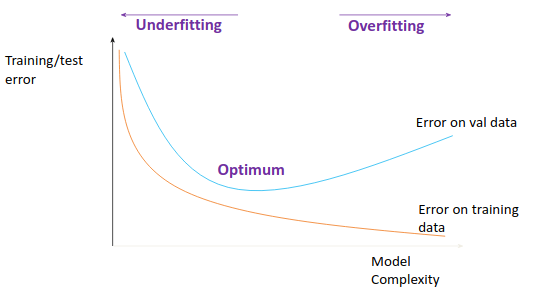 Underfitting
Overfitting
Training/test
error
Error on val data
Optimum
Error on training
data
Model
Complexity